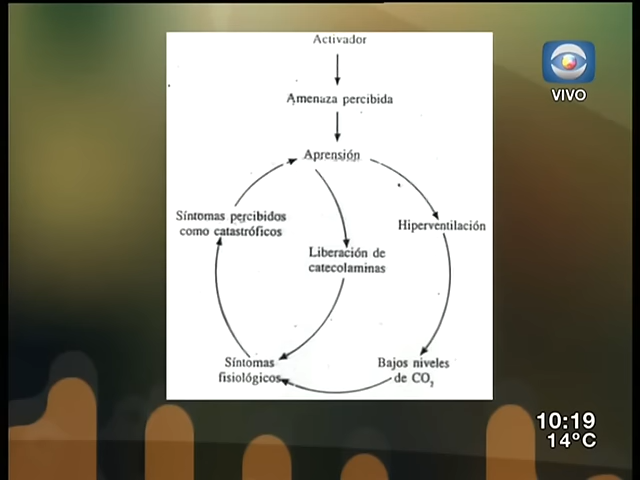 Activador
VIVO
Amenaza percibida
Aprensión
Síntomas percibidos
como catastróficos
Hiperventilación
Liberación de
catecolaminas
Síntomas
fisiológicos
Bajos niveles
de CO₂
10:19
14ºC